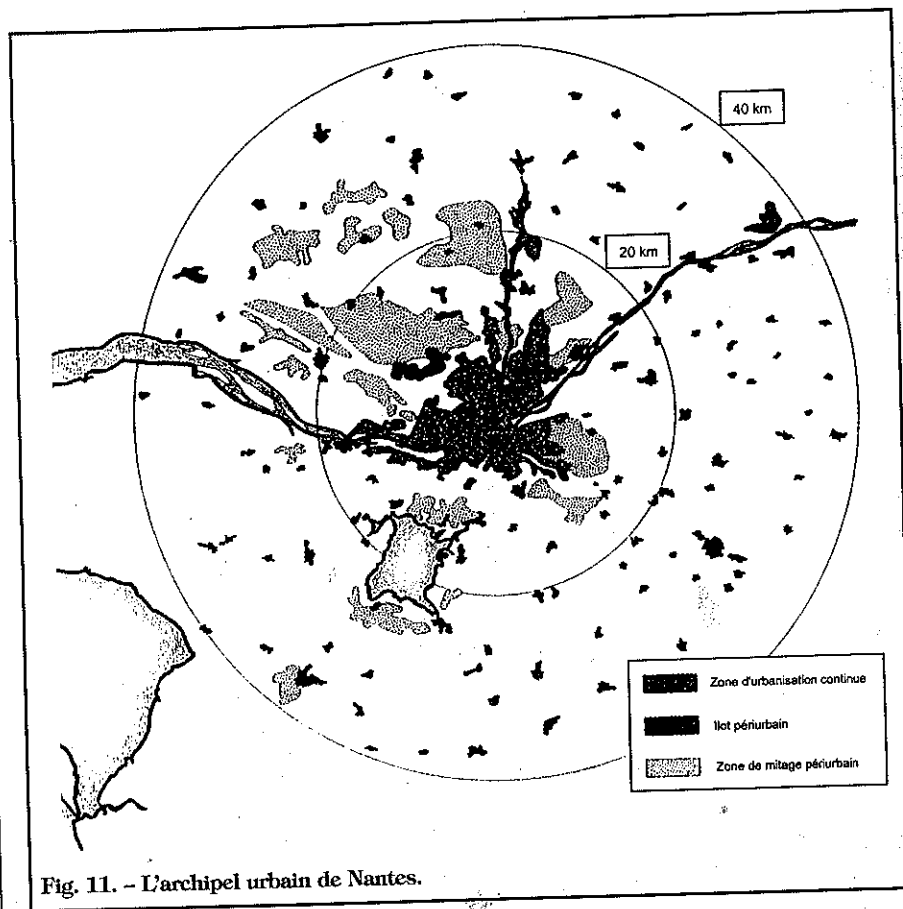 40 km
20 km
Zone d'urbanisation continue
Ilot périurbain
Zone de mitage périurbain
Fig. 11. – L'archipel urbain de Nantes.